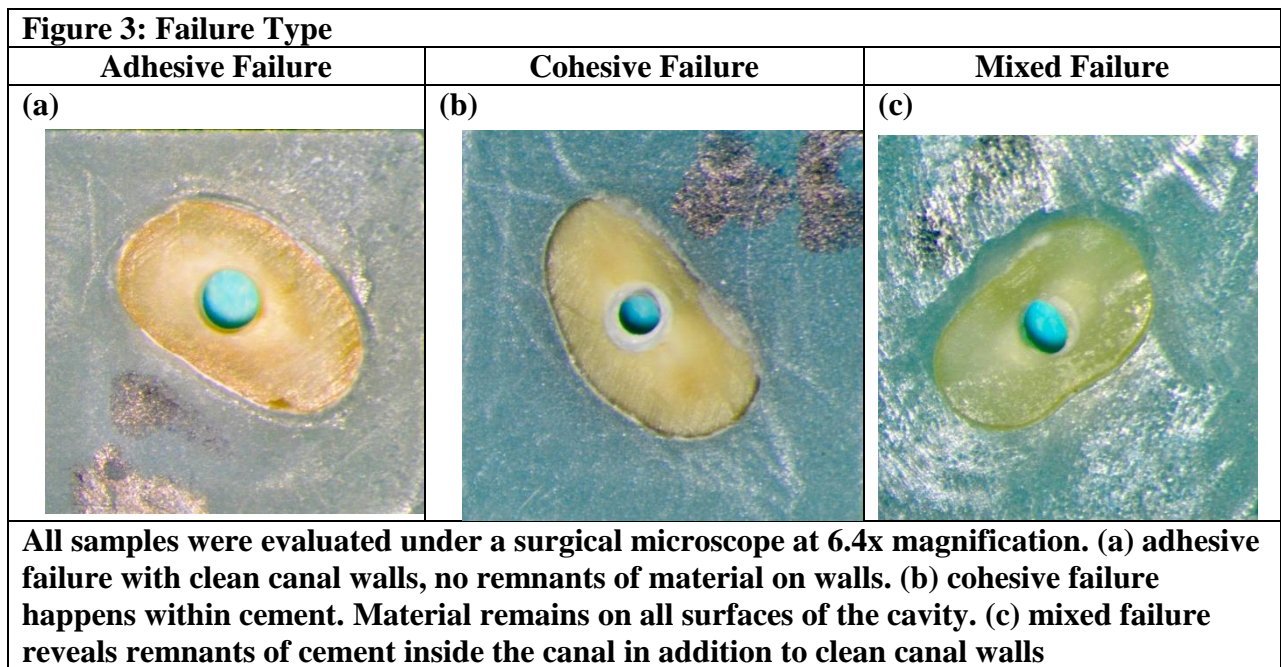 Figure 3: Failure Type
Adhesive Failure Cohesive Failure Mixed Failure
(a) (b) (c)
All samples were evaluated under a surgical microscope at 6.4x magnification. (a) adhesive
failure with clean canal walls, no remnants of material on walls. (b) cohesive failure
happens within cement. Material remains on all surfaces of the cavity. (c) mixed failure
reveals remnants of cement inside the canal in addition to clean canal walls